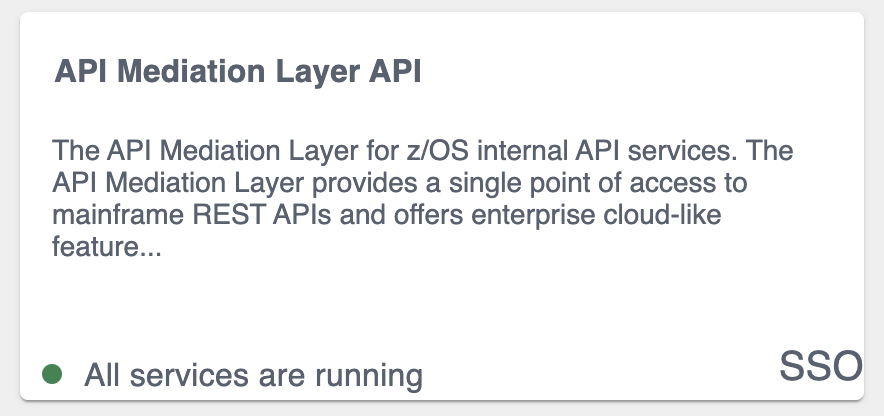 API Mediation Layer API
The API Mediation Layer for z/OS internal API services. The
API Mediation Layer provides a single point of access to
mainframe REST APIs and offers enterprise cloud-like
feature...
All services are running
SSO